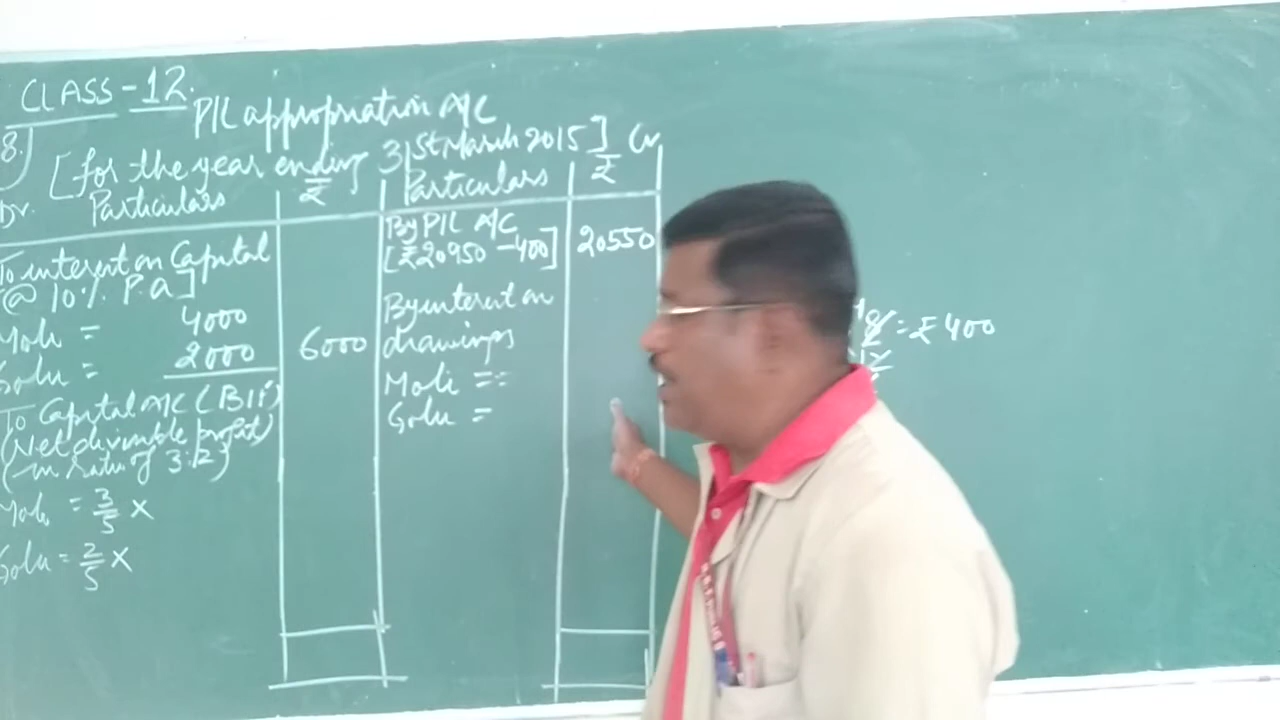 CLASS-12.
P/L appropriation A/C
8.]
[for the year ending 31st March 2015] Cr
Dr.
Particulars ₹ Particulars ₹
To interest on Capital
@ 10% P.a]
Moli = 4000
Golu = 2000 6000
To Capital A/C (B/F)
(Net divisible profit)
(in ratio of 3:2)
Moli = 3/5 X
Golu = 2/5 X
By P/L A/C
[₹20950 - 400] 20550
By interest on
drawings
Moli =
Golu =
= ₹400